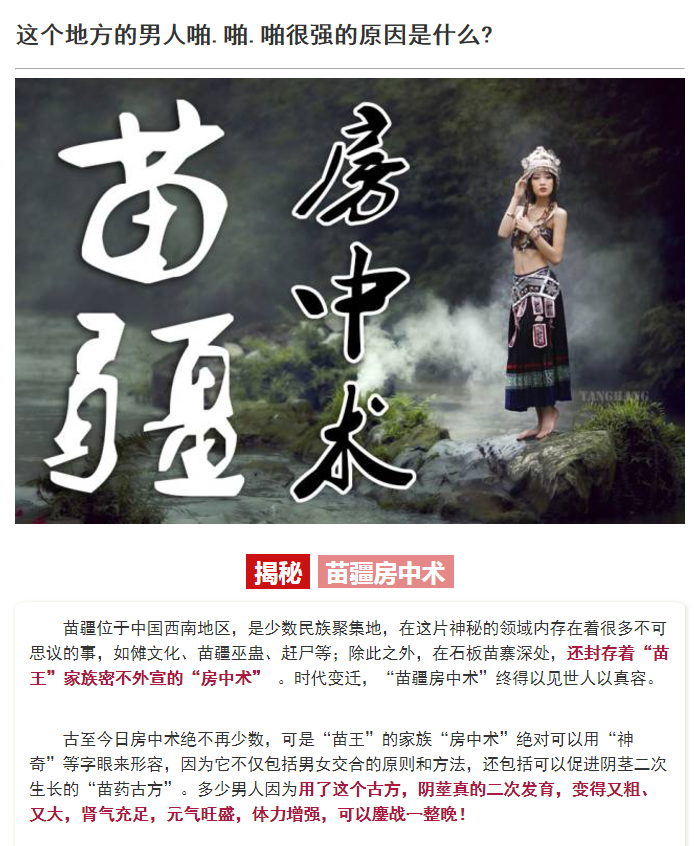 这个地方的男人啪.啪.啪很强的原因是什么?
苗疆
房中术
TANGHANG
揭秘 苗疆房中术
苗疆位于中国西南地区，是少数民族聚集地，在这片神秘的领域内存在着很多不可
思议的事，如傩文化、苗疆巫蛊、赶尸等；除此之外，在石板苗寨深处，还封存着“苗
王”家族密不外宣的“房中术” 。时代变迁，“苗疆房中术”终得以见世人以真容。
古至今日房中术绝不再少数，可是“苗王”的家族“房中术”绝对可以用“神
奇”等字眼来形容，因为它不仅包括男女交合的原则和方法，还包括可以促进阴茎二次
生长的“苗药古方”。多少男人因为用了这个古方，阴莖真的二次发育，变得又粗、
又大，肾气充足，元气旺盛，体力增强，可以鏖战一整晚！